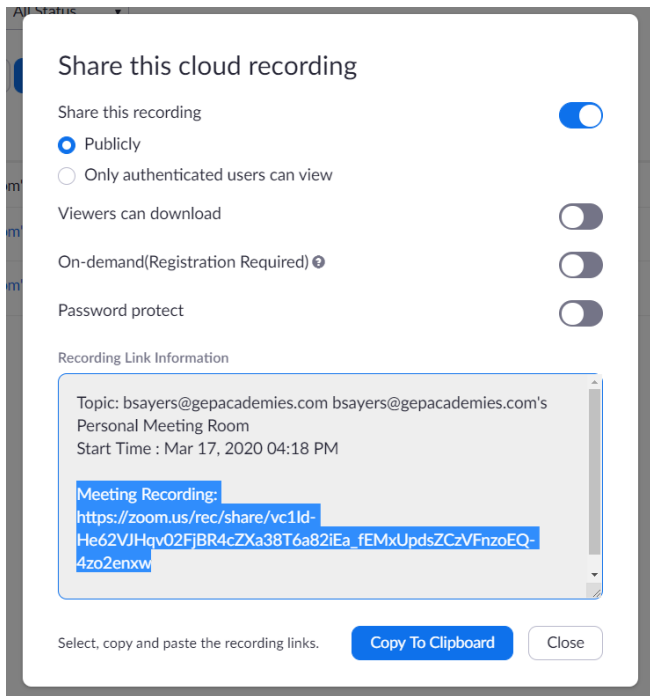 All Status
Share this cloud recording
Share this recording
Publicly
Only authenticated users can view
Viewers can download
On-demand(Registration Required)
Password protect
Recording Link Information
Topic: bsayers@gepacademies.com bsayers@gepacademies.com's
Personal Meeting Room
Start Time : Mar 17, 2020 04:18 PM
Meeting Recording:
https://zoom.us/rec/share/vc1Id-
He62VJHqv02FjBR4cZXa38T6a82iEa_fEMxUpdsZCzVFnzoEQ-
4zo2enxw
Select, copy and paste the recording links.
Copy To Clipboard
Close